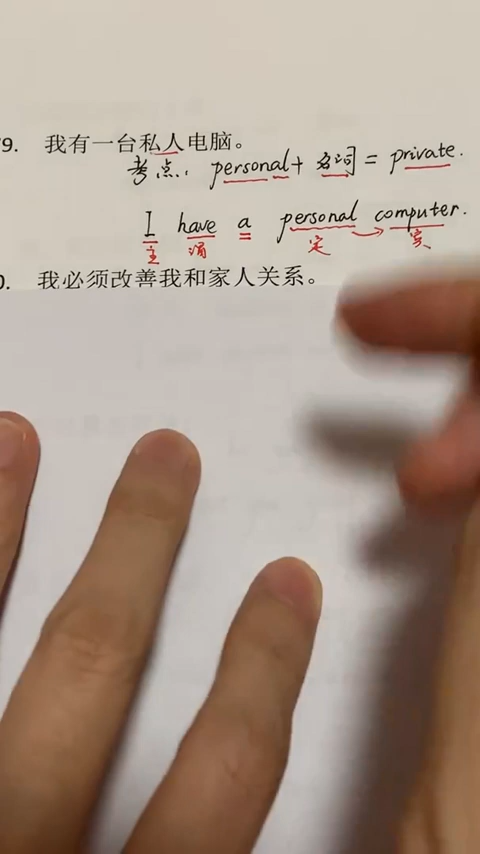 9. 我有一台私人电脑。
考点: personal + 名词 = private.
I have a personal computer.
主 谓 定 宾
0. 我必须改善我和家人关系。